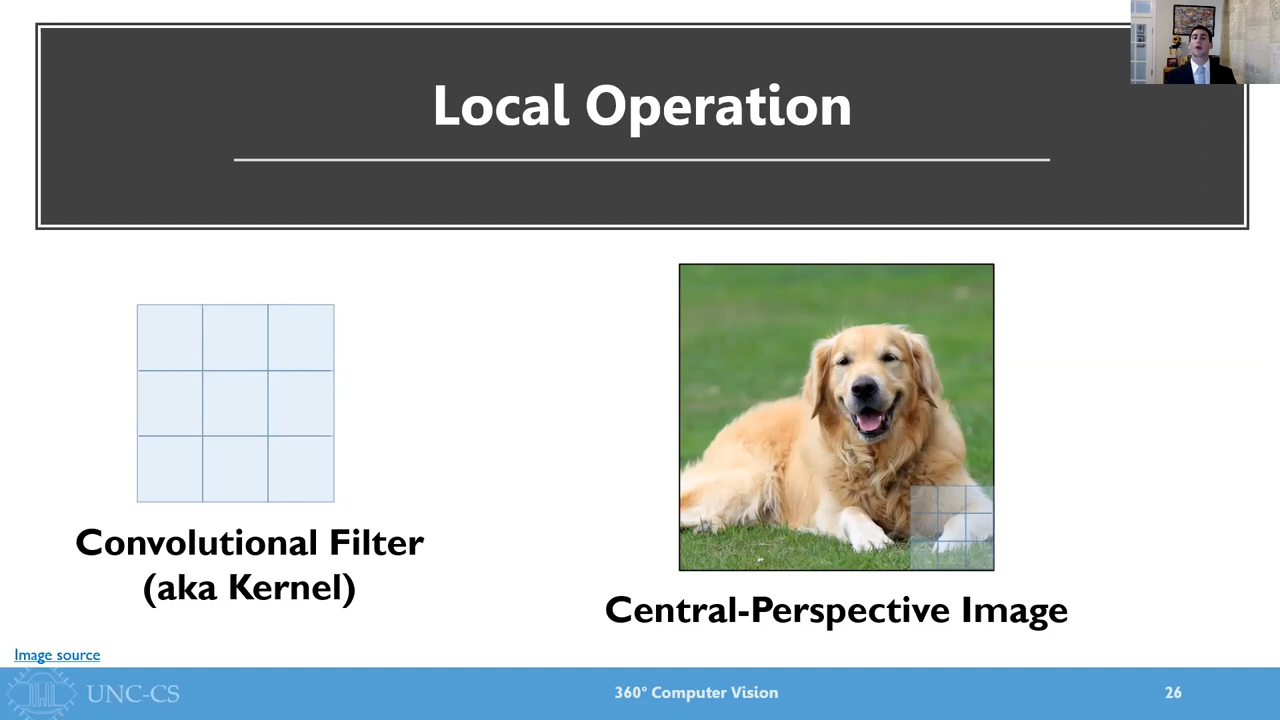 Local Operation
Convolutional Filter
(aka Kernel)
Central-Perspective Image
Image source
UNC-CS
360° Computer Vision
26